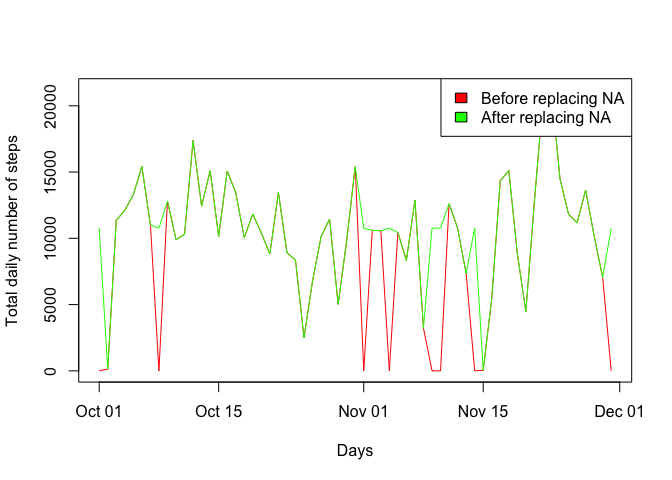 Before replacing NA
After replacing NA
Total daily number of steps
20000
15000
10000
5000
0
Oct 01
Oct 15
Nov 01
Nov 15
Dec 01
Days